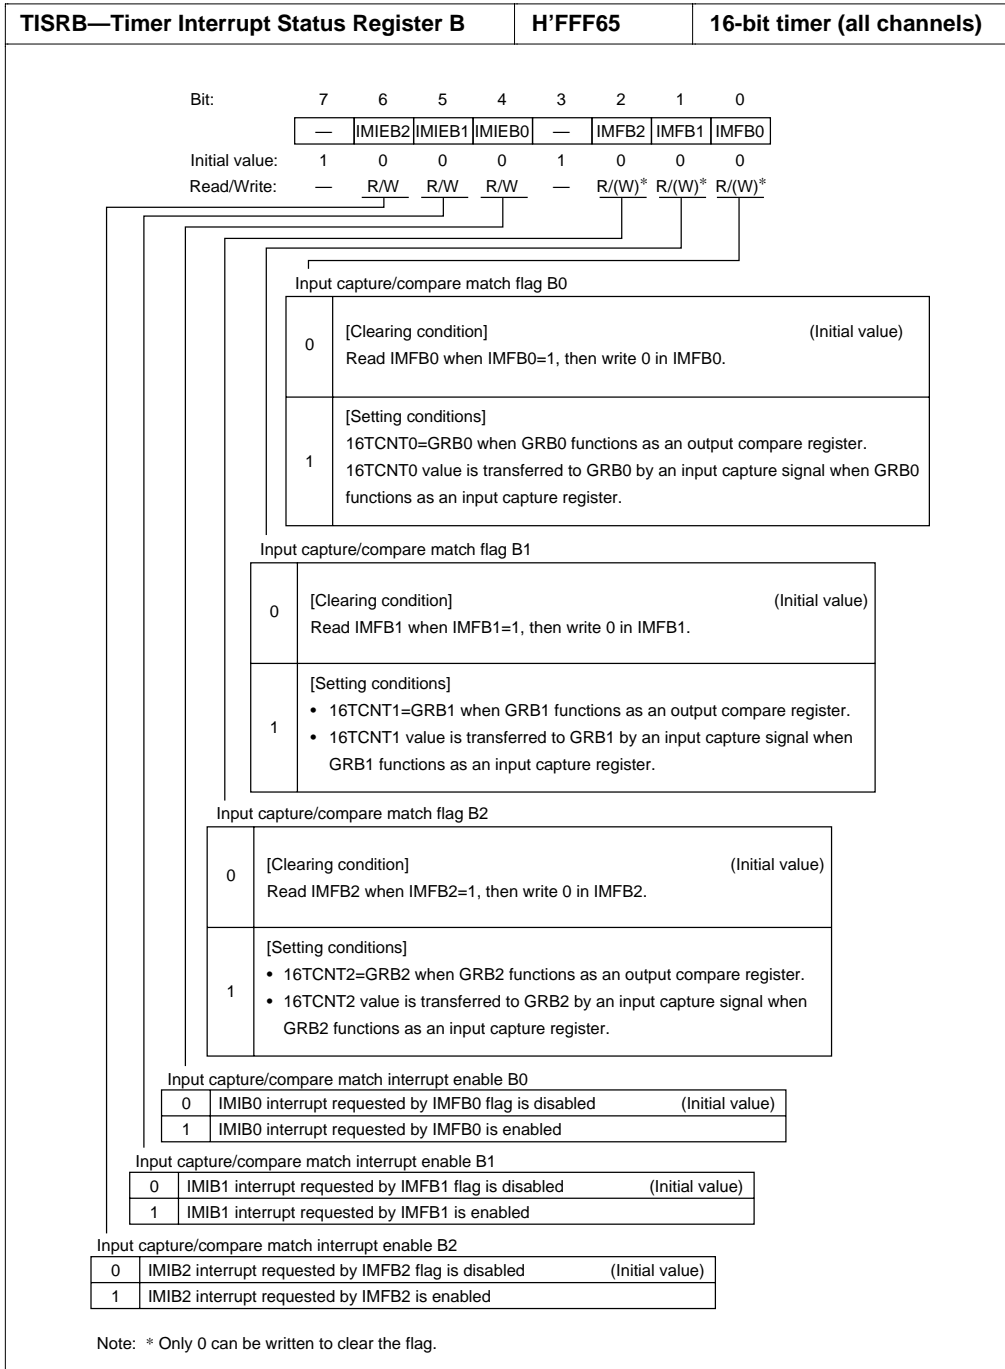 TISRB—Timer Interrupt Status Register B H'FFF65 16-bit timer (all channels)
Bit: 7 6 5 4 3 2 1 0
— IMIEB2 IMIEB1 IMIEB0 — IMFB2 IMFB1 IMFB0
Initial value: 1 0 0 0 1 0 0 0
Read/Write: — R/W R/W R/W — R/(W)* R/(W)* R/(W)*
Input capture/compare match flag B0
0 [Clearing condition] (Initial value)
Read IMFB0 when IMFB0=1, then write 0 in IMFB0.
1 [Setting conditions]
16TCNT0=GRB0 when GRB0 functions as an output compare register.
16TCNT0 value is transferred to GRB0 by an input capture signal when GRB0
functions as an input capture register.
Input capture/compare match flag B1
0 [Clearing condition] (Initial value)
Read IMFB1 when IMFB1=1, then write 0 in IMFB1.
1 [Setting conditions]
• 16TCNT1=GRB1 when GRB1 functions as an output compare register.
• 16TCNT1 value is transferred to GRB1 by an input capture signal when
GRB1 functions as an input capture register.
Input capture/compare match flag B2
0 [Clearing condition] (Initial value)
Read IMFB2 when IMFB2=1, then write 0 in IMFB2.
1 [Setting conditions]
• 16TCNT2=GRB2 when GRB2 functions as an output compare register.
• 16TCNT2 value is transferred to GRB2 by an input capture signal when
GRB2 functions as an input capture register.
Input capture/compare match interrupt enable B0
0 IMIB0 interrupt requested by IMFB0 flag is disabled (Initial value)
1 IMIB0 interrupt requested by IMFB0 is enabled
Input capture/compare match interrupt enable B1
0 IMIB1 interrupt requested by IMFB1 flag is disabled (Initial value)
1 IMIB1 interrupt requested by IMFB1 is enabled
Input capture/compare match interrupt enable B2
0 IMIB2 interrupt requested by IMFB2 flag is disabled (Initial value)
1 IMIB2 interrupt requested by IMFB2 is enabled
Note: * Only 0 can be written to clear the flag.